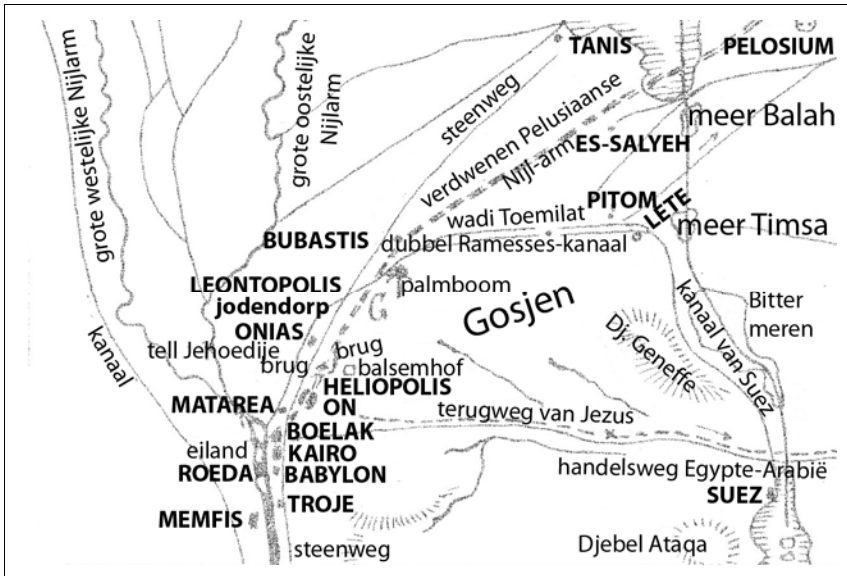 TANIS
PELOSIUM
grote westelijke Nijlarm
grote oostelijke
Nijlarm
steenweg
verdwenen Pelusiaanse
Nijl-arm
meer Balah
ES-SALYEH
PITOM
LETE
wadi Toemilat
BUBASTIS
dubbel Ramesses-kanaal
meer Timsa
LEONTOPOLIS
palmboom
jodendorp
Gosjen
ONIAS
kanaal van Suez
Bitter
meren
kanaal
tell Jehoedije
brug
brug
balsemhof
Dj. Geneffe
HELIOPOLIS
MATAREA
ON
terugweg van Jezus
BOELAK
eiland
KAIRO
ROEDA
BABYLON
handelsweg Egypte-Arabië
SUEZ
TROJE
MEMFIS
steenweg
Djebel Ataqa